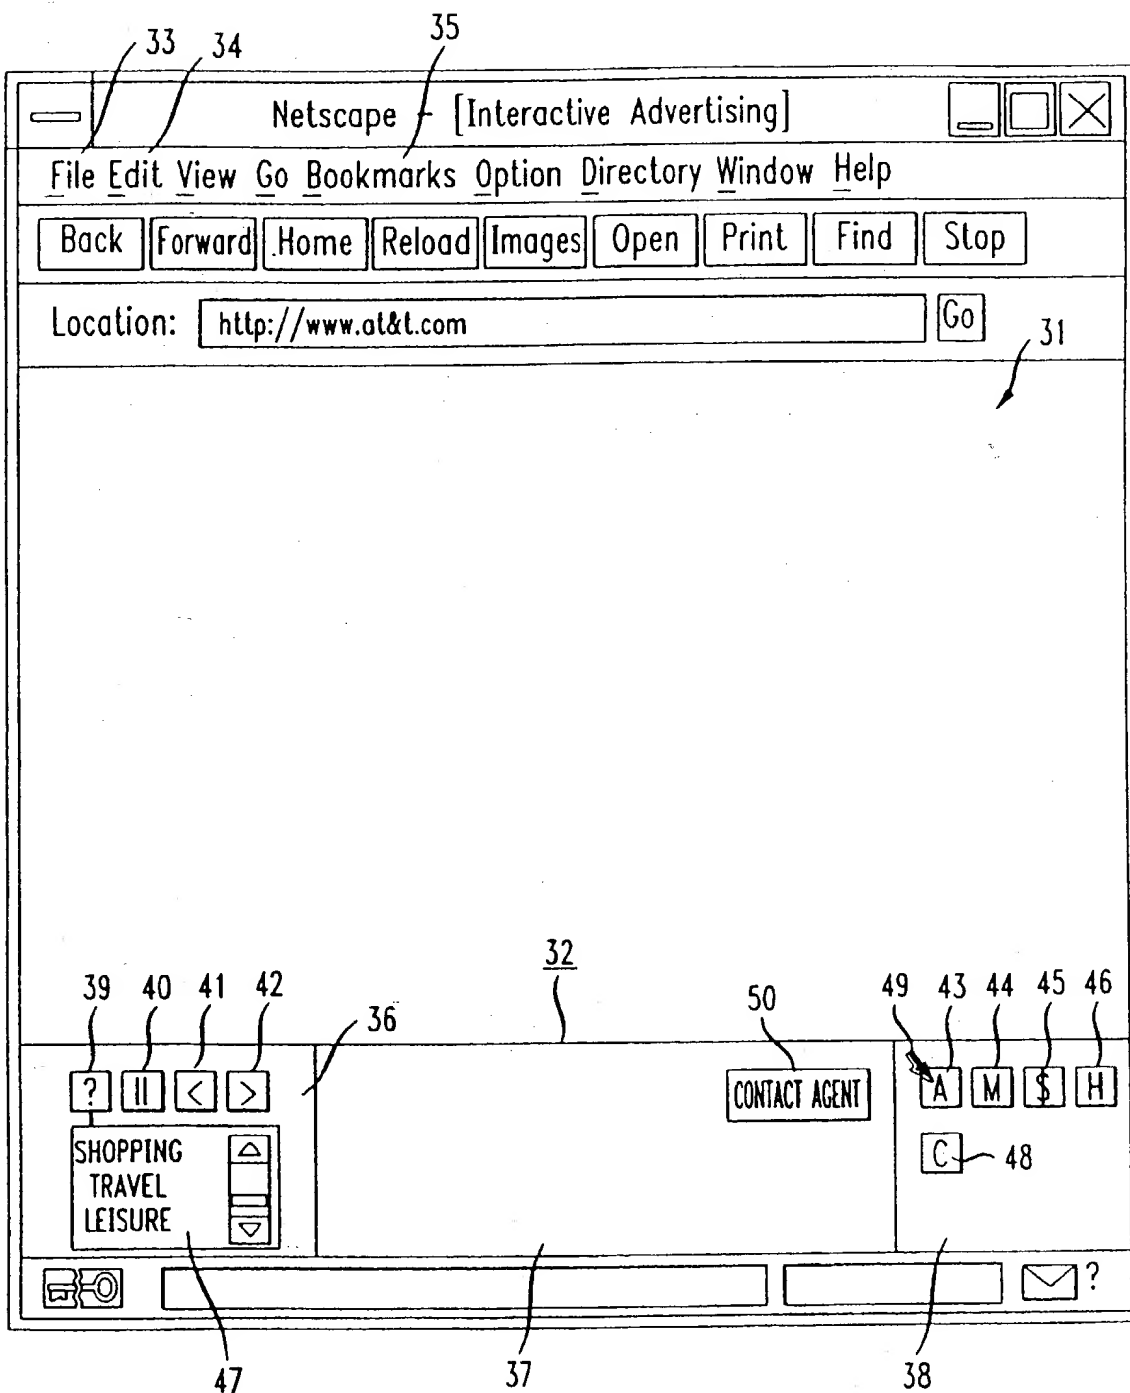 33 34 35
Netscape - [Interactive Advertising]
File Edit View Go Bookmarks Option Directory Window Help
Back Forward Home Reload Images Open Print Find Stop
Location: http://www.at&t.com Go
31
32
39 40 41 42 36 50 49 43 44 45 46
? || < > CONTACT AGENT A M $ H
SHOPPING
TRAVEL
LEISURE
C 48
?
47 37 38